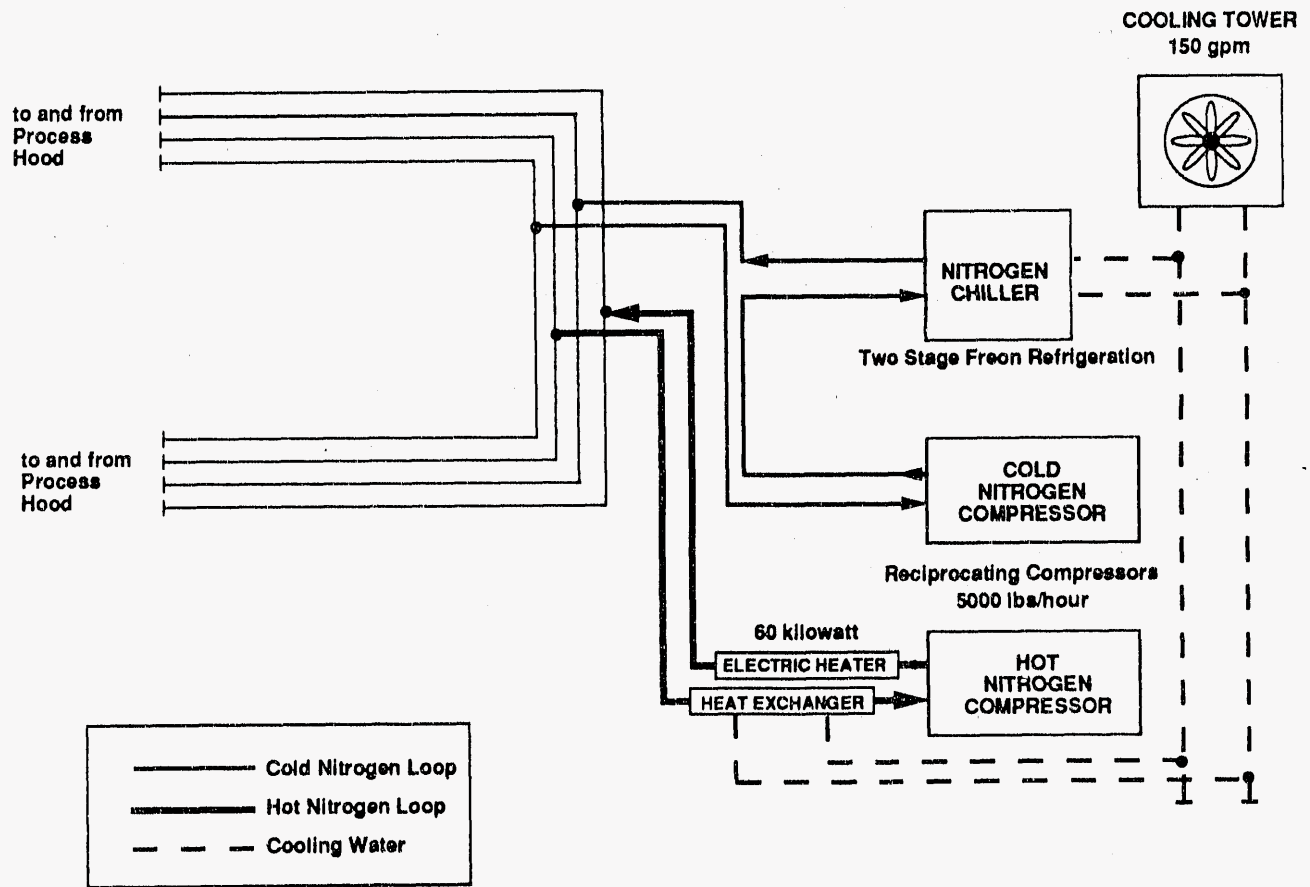 COOLING TOWER
150 gpm
to and from
Process
Hood
NITROGEN
CHILLER
Two Stage Freon Refrigeration
to and from
Process
Hood
COLD
NITROGEN
COMPRESSOR
Reciprocating Compressors
5000 lbs/hour
60 kilowatt
ELECTRIC HEATER
HEAT EXCHANGER
HOT
NITROGEN
COMPRESSOR
Cold Nitrogen Loop
Hot Nitrogen Loop
Cooling Water